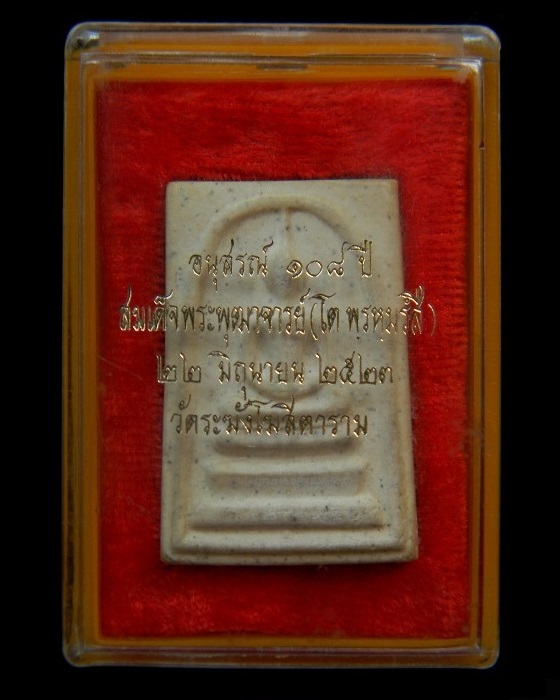 อนุสรณ์ ๑๐๘ ปี
สมเด็จพระพุฒาจารย์(โต พรหมรังสี)
๒๒ มิถุนายน ๒๕๒๓
วัดระฆังโฆสิตาราม